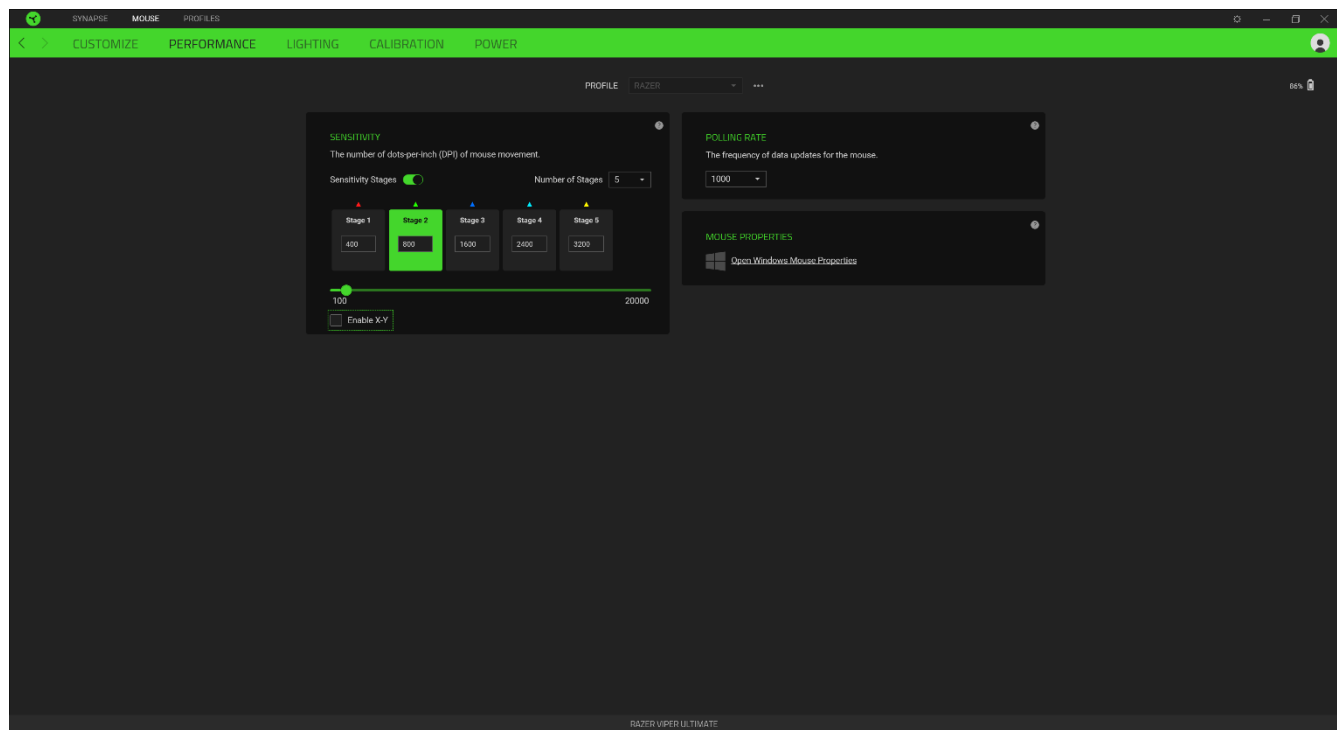 SYNAPSE MOUSE PROFILES
CUSTOMIZE PERFORMANCE LIGHTING CALIBRATION POWER
PROFILE RAZER
86%
SENSITIVITY
The number of dots-per-inch (DPI) of mouse movement.
Sensitivity Stages Number of Stages 5
Stage 1 Stage 2 Stage 3 Stage 4 Stage 5
400 800 1600 2400 3200
100 20000
Enable X-Y
POLLING RATE
The frequency of data updates for the mouse.
1000
MOUSE PROPERTIES
Open Windows Mouse Properties
RAZER VIPER ULTIMATE